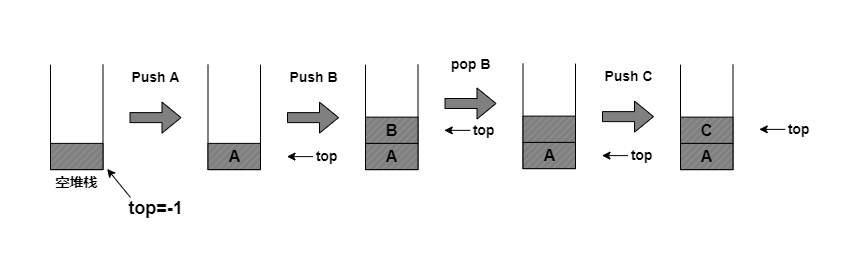 Push A
Push B
pop B
Push C
A
top
B
A
top
A
top
C
A
top
空堆栈
top=-1